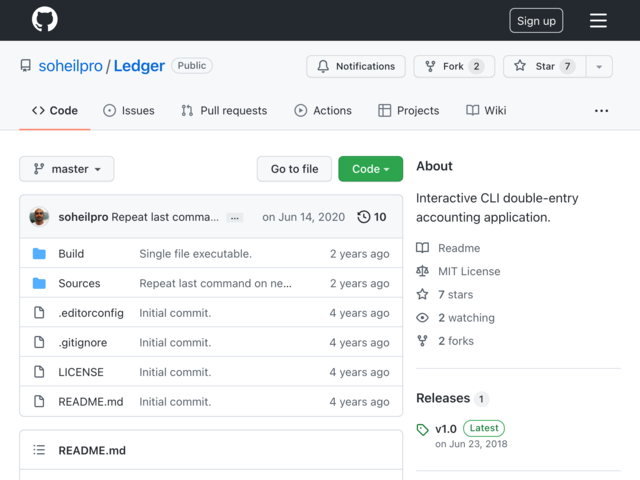 Sign up
soheilpro / Ledger Public
Notifications
Fork 2
Star 7
Code
Issues
Pull requests
Actions
Projects
Wiki
master
Go to file
Code
About
Interactive CLI double-entry
accounting application.
Readme
MIT License
7 stars
2 watching
2 forks
Releases 1
v1.0 Latest
on Jun 23, 2018
soheilpro Repeat last comma... ... on Jun 14, 2020 10
Build Single file executable. 2 years ago
Sources Repeat last command on ne... 2 years ago
.editorconfig Initial commit. 4 years ago
.gitignore Initial commit. 4 years ago
LICENSE Initial commit. 4 years ago
README.md Initial commit. 4 years ago
README.md